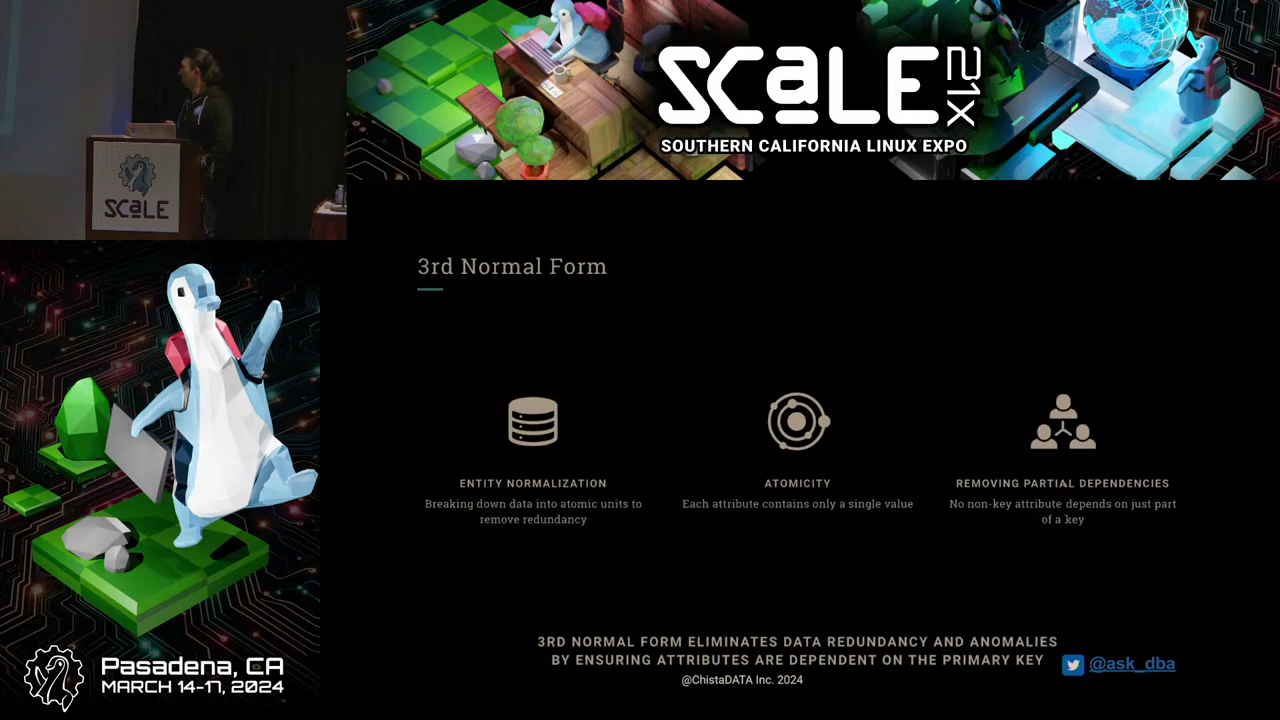 SCaLE 21X
SOUTHERN CALIFORNIA LINUX EXPO
SCaLE
3rd Normal Form
ENTITY NORMALIZATION
Breaking down data into atomic units to
remove redundancy
ATOMICITY
Each attribute contains only a single value
REMOVING PARTIAL DEPENDENCIES
No non-key attribute depends on just part
of a key
3RD NORMAL FORM ELIMINATES DATA REDUNDANCY AND ANOMALIES
BY ENSURING ATTRIBUTES ARE DEPENDENT ON THE PRIMARY KEY
@ask_dba
@ChistaDATA Inc. 2024
Pasadena, CA
MARCH 14-17, 2024